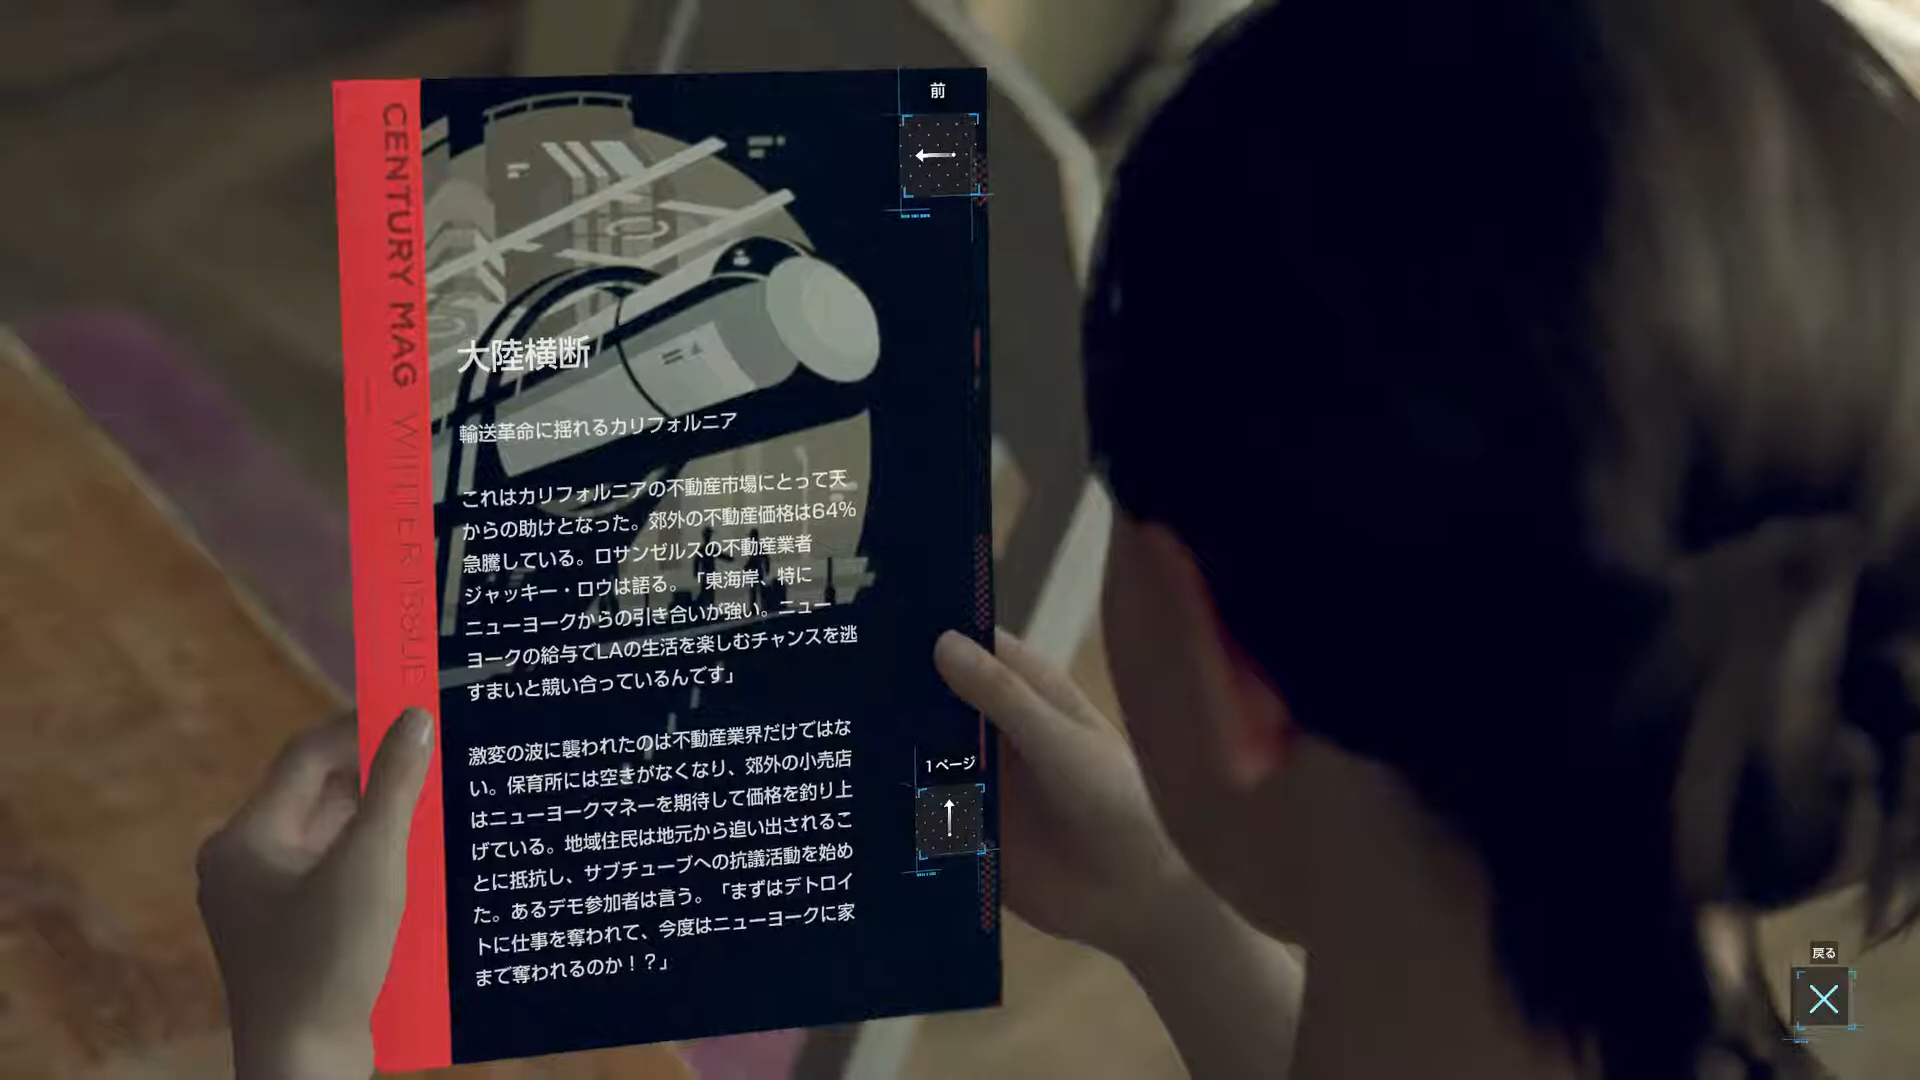 CENTURY MAG WINTER ISSUE
前
大陸横断
輸送革命に揺れるカリフォルニア
これはカリフォルニアの不動産市場にとって天
からの助けとなった。郊外の不動産価格は64%
急騰している。ロサンゼルスの不動産業者
ジャッキー・ロウは語る。「東海岸、特に
ニューヨークからの引き合いが強い。ニュー
ヨークの給与でLAの生活を楽しむチャンスを逃
すまいと競い合っているんです」
激変の波に襲われたのは不動産業界だけではな
い。保育所には空きがなくなり、郊外の小売店
はニューヨークマネーを期待して価格を釣り上
げている。地域住民は地元から追い出されるこ
とに抵抗し、サブチューブへの抗議活動を始め
た。あるデモ参加者は言う。「まずはデトロイ
トに仕事を奪われて、今度はニューヨークに家
まで奪われるのか！？」
1ページ
戻る